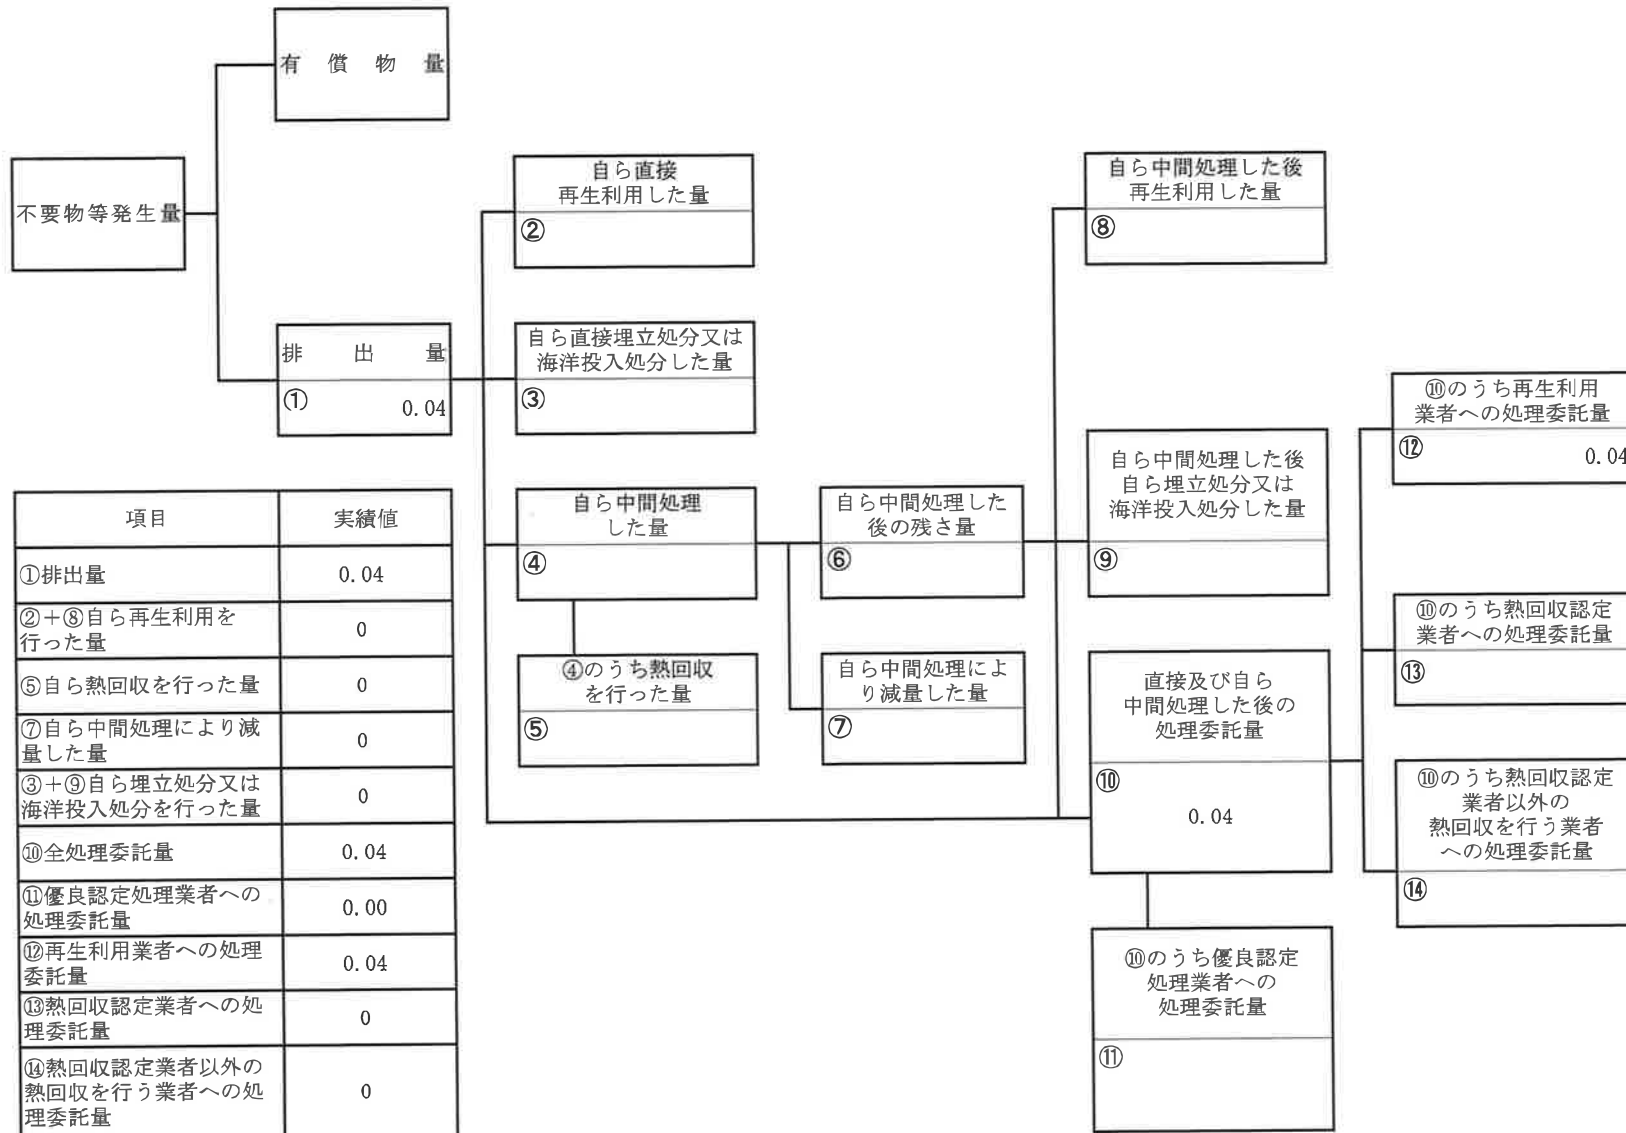 有償物量
不要物等発生量
排出量
①
0.04
自ら直接
再生利用した量
②
自ら直接埋立処分又は
海洋投入処分した量
③
自ら中間処理
した量
④
④のうち熱回収
を行った量
⑤
自ら中間処理した
後の残さ量
⑥
自ら中間処理によ
り減量した量
⑦
自ら中間処理した後
再生利用した量
⑧
自ら中間処理した後
自ら埋立処分又は
海洋投入処分した量
⑨
直接及び自ら
中間処理した後の
処理委託量
⑩
0.04
⑩のうち優良認定
処理業者への
処理委託量
⑪
⑩のうち再生利用
業者への処理委託量
⑫
0.04
⑩のうち熱回収認定
業者への処理委託量
⑬
⑩のうち熱回収認定
業者以外の
熱回収を行う業者
への処理委託量
⑭
項目 実績値
①排出量 0.04
②+⑧自ら再生利用を
行った量 0
⑤自ら熱回収を行った量 0
⑦自ら中間処理により減
量した量 0
③+⑨自ら埋立処分又は
海洋投入処分を行った量 0
⑩全処理委託量 0.04
⑪優良認定処理業者への
処理委託量 0.00
⑫再生利用業者への処理
委託量 0.04
⑬熱回収認定業者への処
理委託量 0
⑭熱回収認定業者以外の
熱回収を行う業者への処
理委託量 0